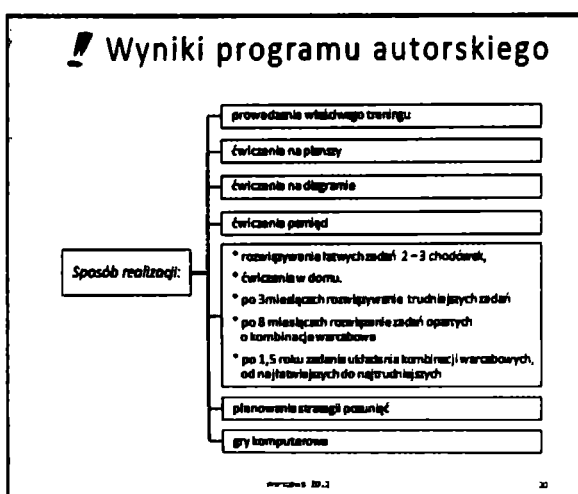 ! Wyniki programu autorskiego
prowadzenie właściwego treningu
ćwiczenia na planszy
ćwiczenia na diagramie
ćwiczenia pamięci
Sposób realizacji:
* rozwiązywanie łatwych zadań 2 – 3 chodówek,
* ćwiczenia w domu.
* po 3miesiącach rozwiązywanie trudniejszych zadań
* po 8 miesiącach rozwiązanie zadań opartych
o kombinacje warcabowe
* po 1,5 roku zadania układania kombinacji warcabowych,
od najłatwiejszych do najtrudniejszych
planowanie strategii posunięć
gry komputerowe